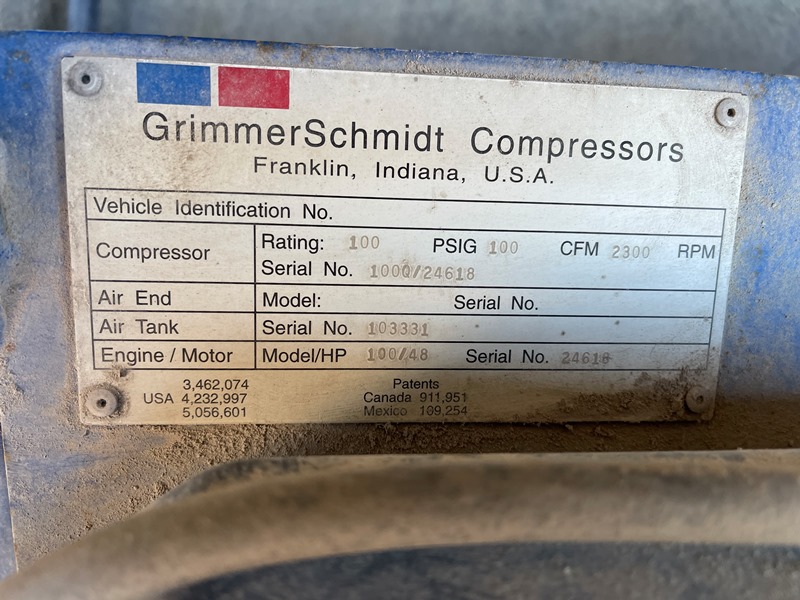 GrimmerSchmidt Compressors
Franklin, Indiana, U.S.A.
Vehicle Identification No.
Compressor
Rating: 100 PSIG 100 CFM 2300 RPM
Serial No. 100Q/24618
Air End Model: Serial No.
Air Tank Serial No. 103331
Engine / Motor Model/HP 100/48 Serial No. 24618
3,462,074 Patents
USA 4,232,997 Canada 911,951
5,056,601 Mexico 109,254